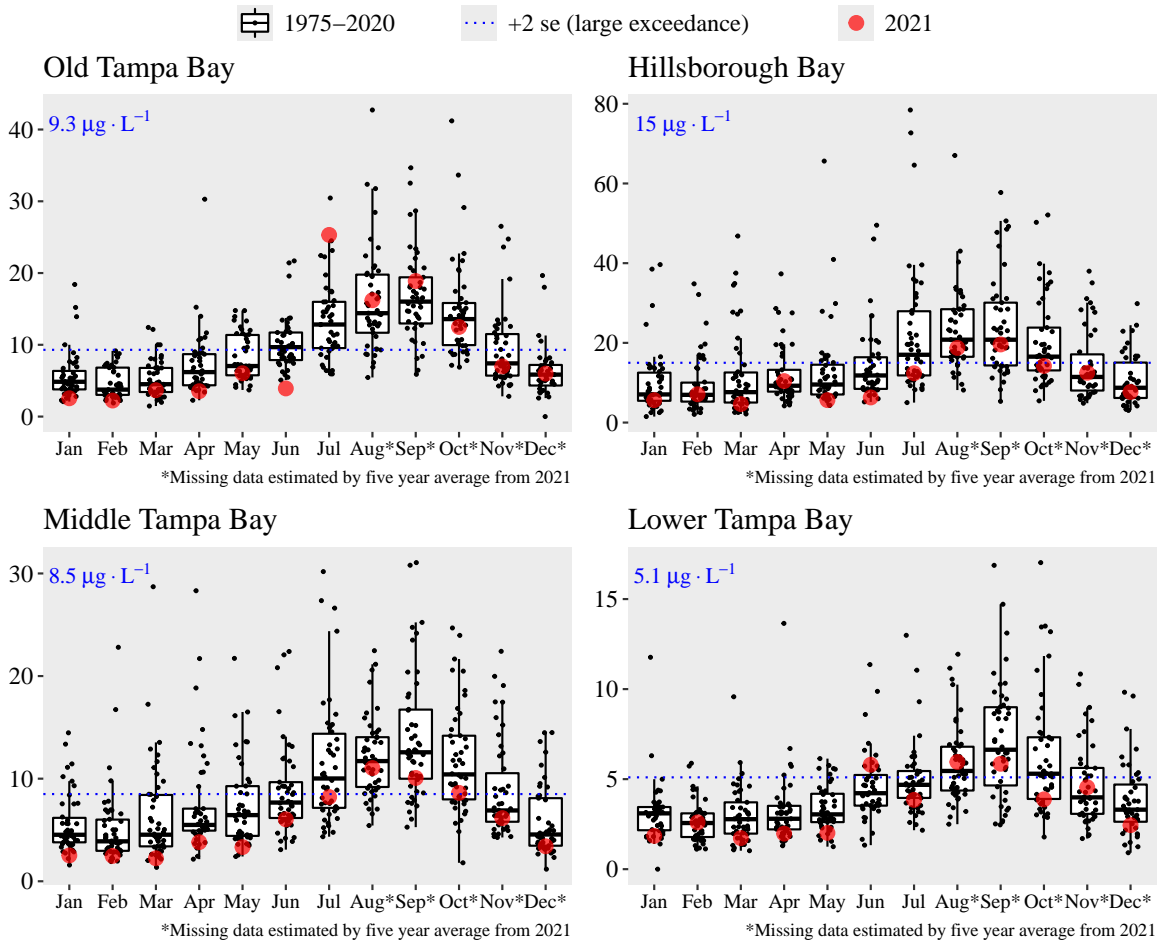 1975–2020 +2 se (large exceedance) 2021
Old Tampa Bay
9.3 μg · L⁻¹
40
30
20
10
0
Jan Feb Mar Apr May Jun Jul Aug* Sep* Oct* Nov* Dec*
*Missing data estimated by five year average from 2021
Hillsborough Bay
15 μg · L⁻¹
80
60
40
20
0
Jan Feb Mar Apr May Jun Jul Aug* Sep* Oct* Nov* Dec*
*Missing data estimated by five year average from 2021
Middle Tampa Bay
8.5 μg · L⁻¹
30
20
10
0
Jan Feb Mar Apr May Jun Jul Aug* Sep* Oct* Nov* Dec*
*Missing data estimated by five year average from 2021
Lower Tampa Bay
5.1 μg · L⁻¹
15
10
5
0
Jan Feb Mar Apr May Jun Jul Aug* Sep* Oct* Nov* Dec*
*Missing data estimated by five year average from 2021